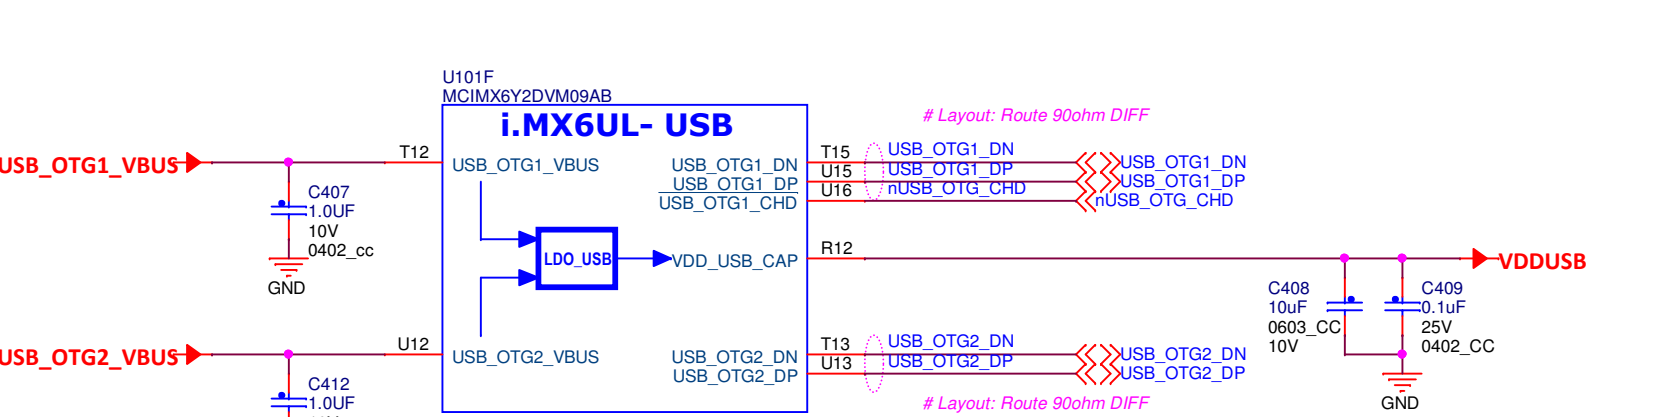 U101F
MCIMX6Y2DVM09AB
i.MX6UL- USB
# Layout: Route 90ohm DIFF
USB_OTG1_VBUS
T12
USB_OTG1_VBUS
USB_OTG1_DN
T15
USB_OTG1_DN
USB_OTG1_DN
USB_OTG1_DP
U15
USB_OTG1_DP
USB_OTG1_DP
USB_OTG1_CHD
U16
nUSB_OTG_CHD
nUSB_OTG_CHD
C407
1.0UF
10V
0402_cc
GND
LDO_USB
VDD_USB_CAP
R12
VDDUSB
C408
10uF
0603_CC
10V
C409
0.1uF
25V
0402_CC
GND
USB_OTG2_VBUS
U12
USB_OTG2_VBUS
USB_OTG2_DN
T13
USB_OTG2_DN
USB_OTG2_DN
USB_OTG2_DP
U13
USB_OTG2_DP
USB_OTG2_DP
C412
1.0UF
# Layout: Route 90ohm DIFF